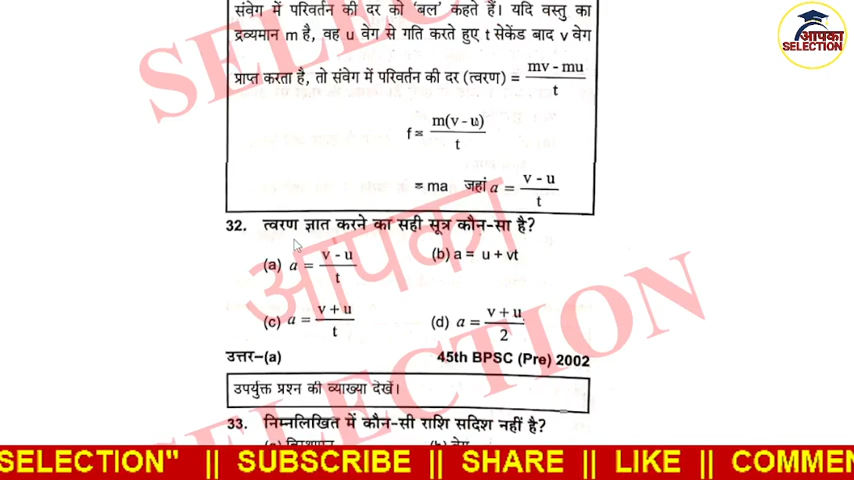 संवेग में परिवर्तन की दर को 'बल' कहते हैं। यदि वस्तु का
द्रव्यमान m है, वह u वेग से गति करते हुए t सेकेंड बाद v वेग
प्राप्त करता है, तो संवेग में परिवर्तन की दर (त्वरण) = mv - mu / t
f = m(v - u) / t
= ma जहां a = v - u / t
32. त्वरण ज्ञात करने का सही सूत्र कौन-सा है?
(a) a = v - u / t (b) a = u + vt
(c) a = v + u / t (d) a = v + u / 2
उत्तर–(a) 45th BPSC (Pre) 2002
उपर्युक्त प्रश्न की व्याख्या देखें।
33. निम्नलिखित में कौन-सी राशि सदिश नहीं है?
आपका
SELECTION
SELECTION
आपका
SELECTION
SELECTION" || SUBSCRIBE || SHARE || LIKE || COMMEN